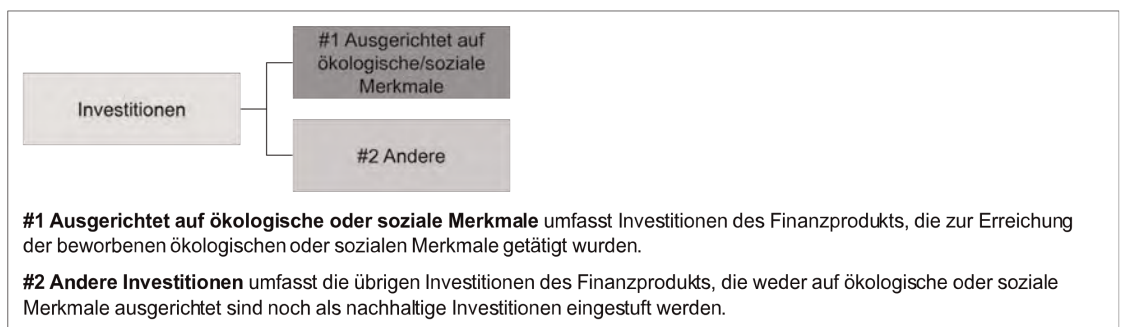 #1 Ausgerichtet auf
ökologische/soziale
Merkmale
Investitionen
#2 Andere
#1 Ausgerichtet auf ökologische oder soziale Merkmale umfasst Investitionen des Finanzprodukts, die zur Erreichung
der beworbenen ökologischen oder sozialen Merkmale getätigt wurden.
#2 Andere Investitionen umfasst die übrigen Investitionen des Finanzprodukts, die weder auf ökologische oder soziale
Merkmale ausgerichtet sind noch als nachhaltige Investitionen eingestuft werden.